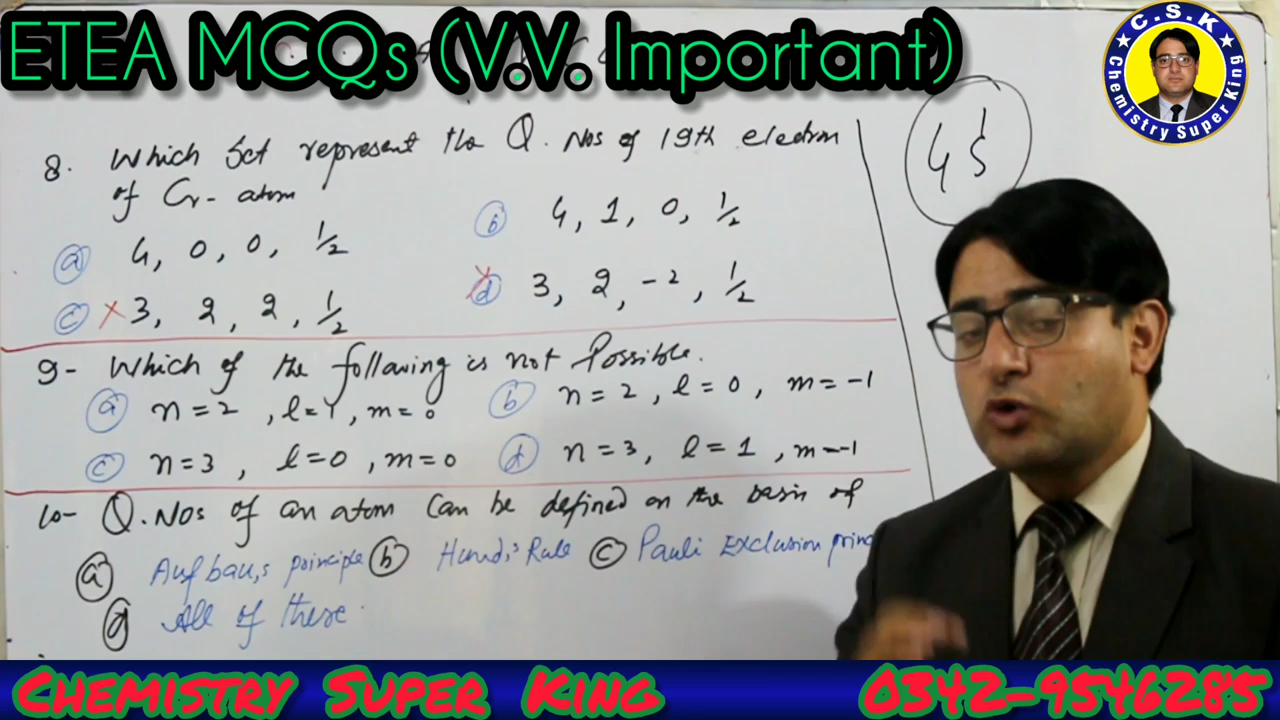 ETEA MCQs (V.V. Important)
C.S.K
Chemistry Super King
4S¹
8. Which Set represent the Q. Nos of 19th electron
of Cr- atom
(a) 4, 0, 0, 1/2
(b) 4, 1, 0, 1/2
(c) ×3, 2, 2, 1/2
(d) 3, 2, -2, 1/2
9- Which of the following is not Possible.
(a) n=2, l=1, m=0
(b) n=2, l=0, m=-1
(c) n=3, l=0, m=0
(d) n=3, l=1, m=-1
10- Q.Nos of an atom Can be defined on the basis of
(a) Aufbau,s principle (b) Hund,s Rule (c) Pauli Exclusion princ
(d) All of these
CHEMISTRY SUPER KING
0342-9546285